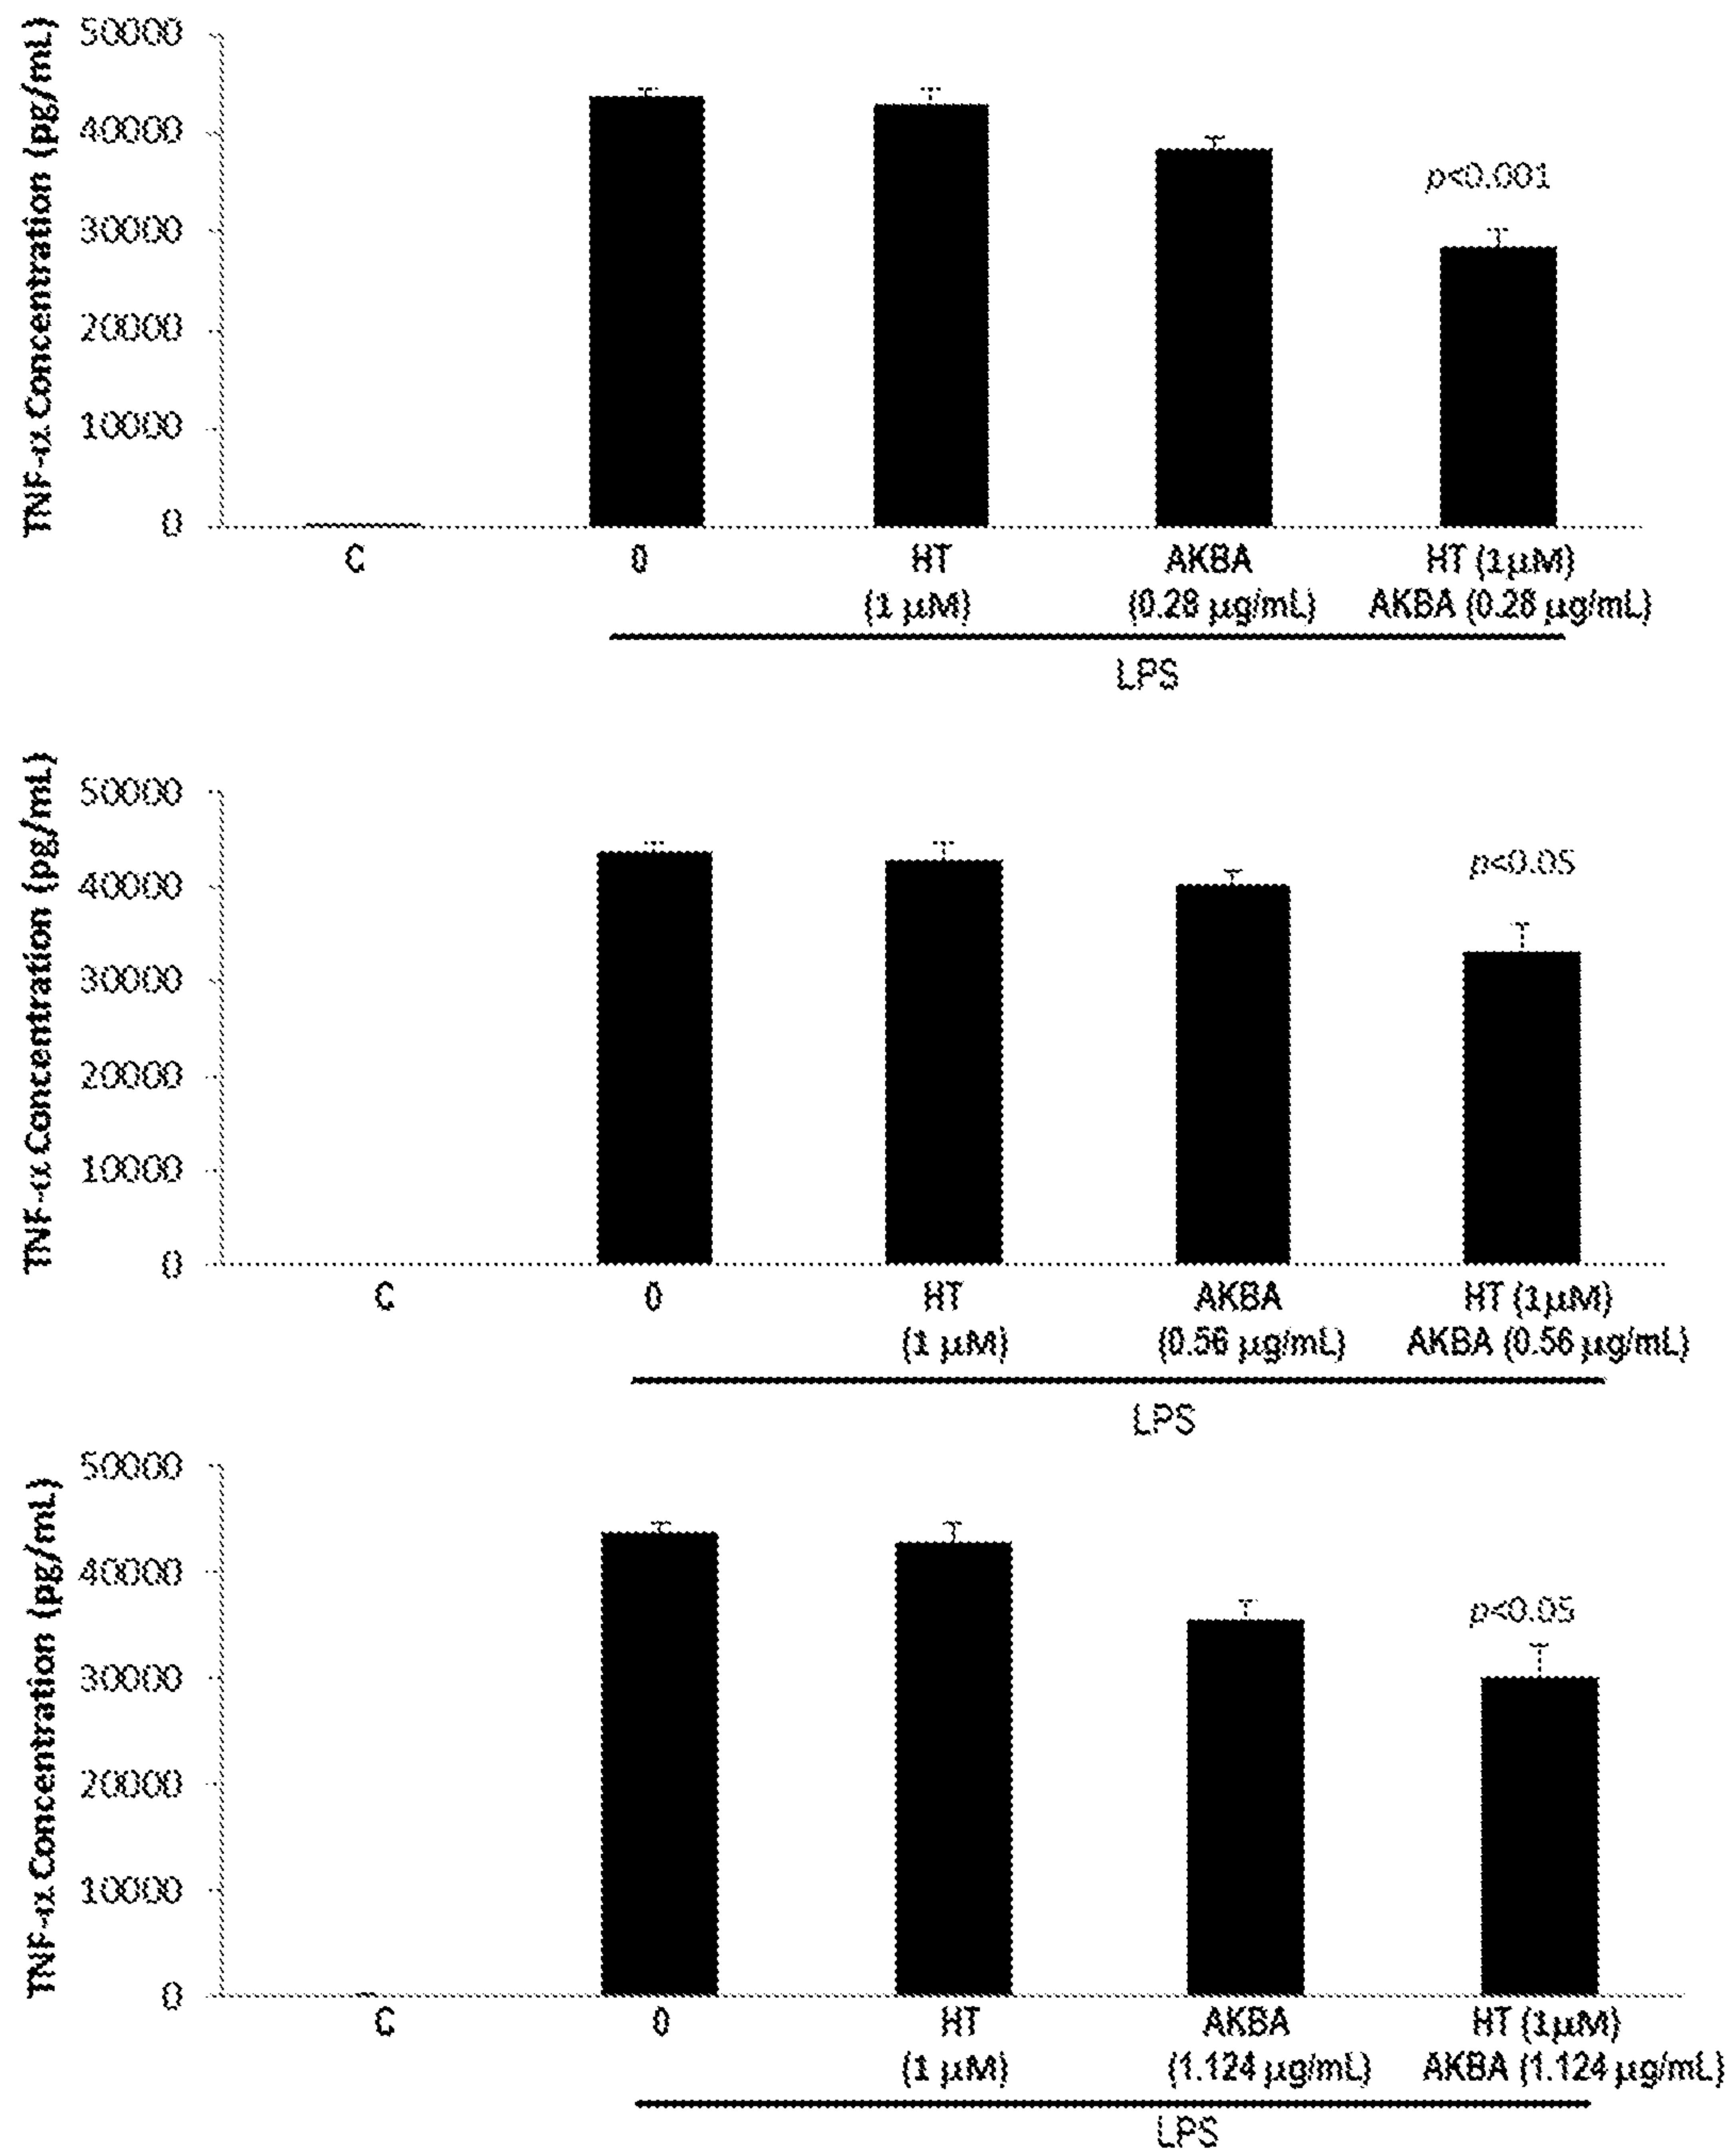 TNF-α Concentration (pg/mL)
50000
40000
30000
20000
10000
0
p<0.001
C 0 HT AKBA HT (1µM)
(1 µM) (0.28 µg/mL) AKBA (0.28 µg/mL)
LPS
TNF-α Concentration (pg/mL)
50000
40000
30000
20000
10000
0
p<0.05
C 0 HT AKBA HT (1µM)
(1 µM) (0.56 µg/mL) AKBA (0.56 µg/mL)
LPS
TNF-α Concentration (pg/mL)
50000
40000
30000
20000
10000
0
p<0.05
C 0 HT AKBA HT (1µM)
(1 µM) (1.124 µg/mL) AKBA (1.124 µg/mL)
LPS